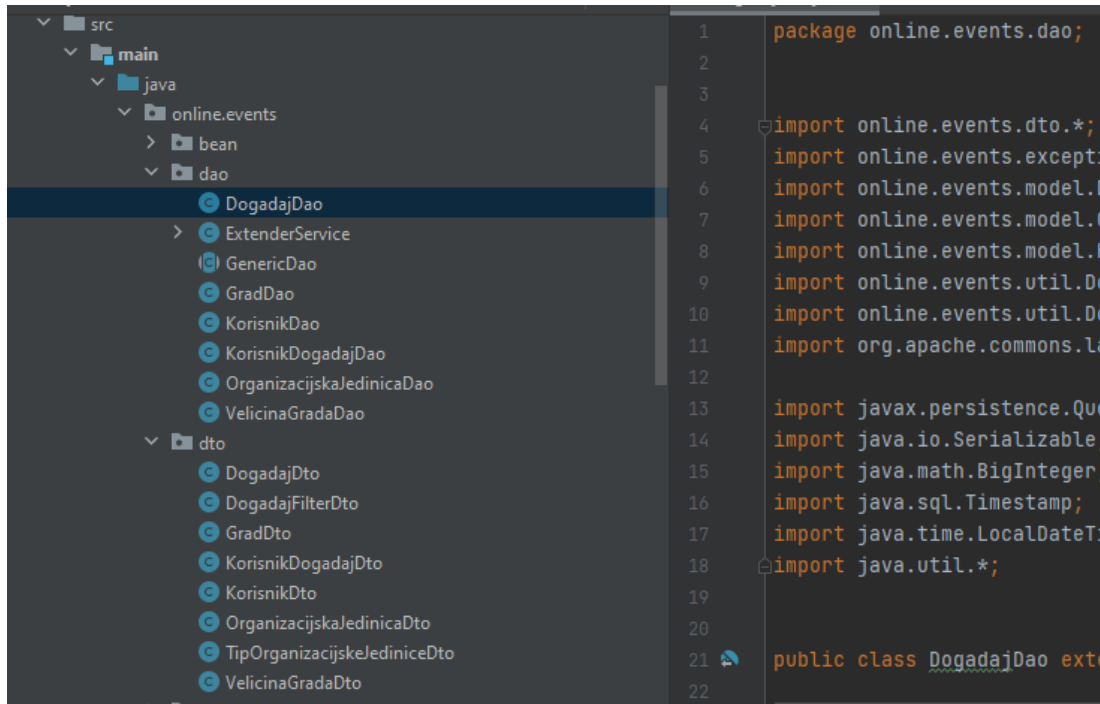 src
main
java
online.events
bean
dao
DogadajDao
ExtenderService
GenericDao
GradDao
KorisnikDao
KorisnikDogadajDao
OrganizacijskaJedinicaDao
VelicinaGradaDao
dto
DogadajDto
DogadajFilterDto
GradDto
KorisnikDogadajDto
KorisnikDto
OrganizacijskaJedinicaDto
TipOrganizacijskeJediniceDto
VelicinaGradaDto
1 package online.events.dao;
2
3
4 import online.events.dto.*;
5 import online.events.excepti
6 import online.events.model.
7 import online.events.model.
8 import online.events.model.
9 import online.events.util.Do
10 import online.events.util.Do
11 import org.apache.commons.la
12
13 import javax.persistence.Que
14 import java.io.Serializable
15 import java.math.BigInteger
16 import java.sql.Timestamp;
17 import java.time.LocalDateTi
18 import java.util.*;
19
20
21 public class DogadajDao exte
22